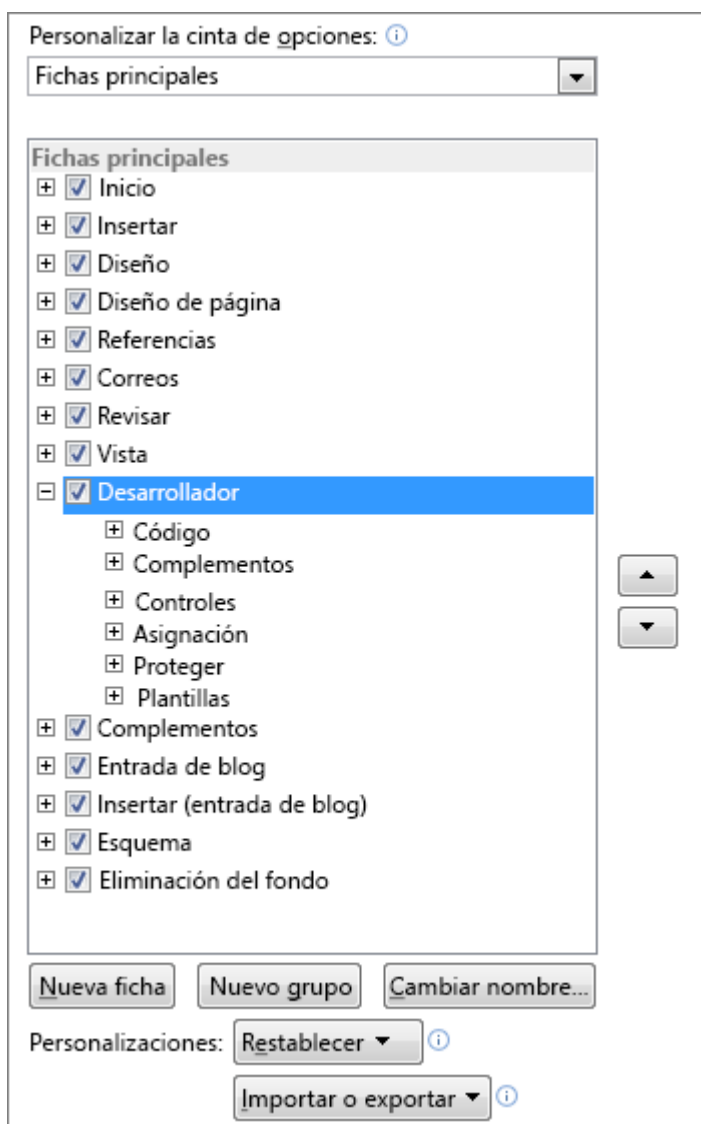 Personalizar la cinta de opciones:
Fichas principales
Fichas principales
Inicio
Insertar
Diseño
Diseño de página
Referencias
Correos
Revisar
Vista
Desarrollador
Código
Complementos
Controles
Asignación
Proteger
Plantillas
Complementos
Entrada de blog
Insertar (entrada de blog)
Esquema
Eliminación del fondo
Nueva ficha Nuevo grupo Cambiar nombre...
Personalizaciones: Restablecer
Importar o exportar